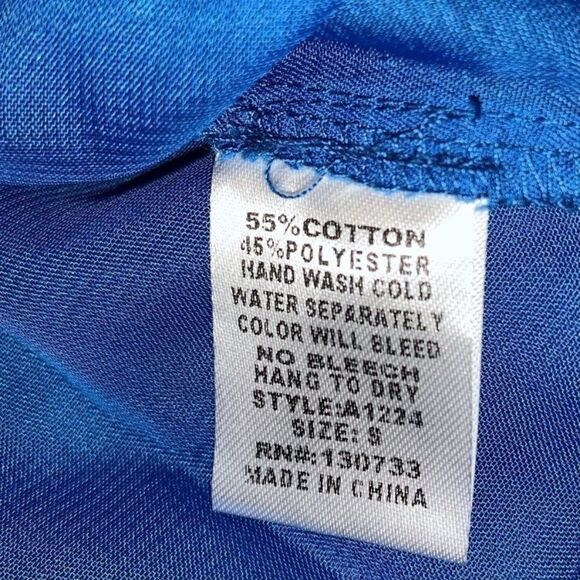 55%COTTON
45%POLYESTER
HAND WASH COLD
WATER SEPARATELY
COLOR WILL BLEED
NO BLEECH
HANG TO DRY
STYLE:A1224
SIZE: S
RN#:130733
MADE IN CHINA